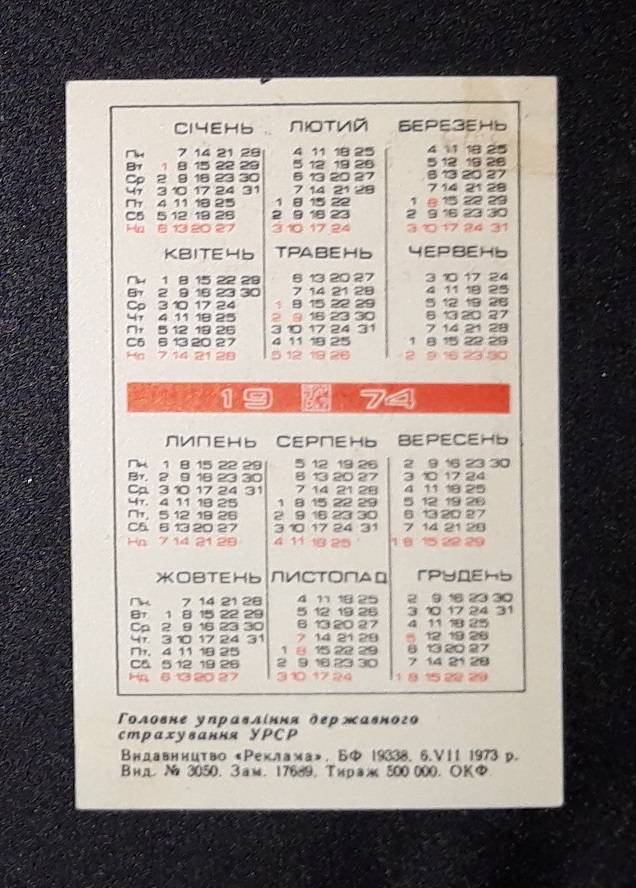 СІЧЕНЬ ЛЮТИЙ БЕРЕЗЕНЬ
Пн 7 14 21 28 4 11 18 25 4 11 18 25
Вт 1 8 15 22 29 5 12 19 26 5 12 19 26
Ср 2 9 16 23 30 6 13 20 27 6 13 20 27
Чт 3 10 17 24 31 7 14 21 28 7 14 21 28
Пт 4 11 18 25 1 8 15 22 1 8 15 22 29
Сб 5 12 19 26 2 9 16 23 2 9 16 23 30
Нд 6 13 20 27 3 10 17 24 3 10 17 24 31
КВІТЕНЬ ТРАВЕНЬ ЧЕРВЕНЬ
Пн 1 8 15 22 29 6 13 20 27 3 10 17 24
Вт 2 9 16 23 30 7 14 21 28 4 11 18 25
Ср 3 10 17 24 1 8 15 22 29 5 12 19 26
Чт 4 11 18 25 2 9 16 23 30 6 13 20 27
Пт 5 12 19 26 3 10 17 24 31 7 14 21 28
Сб 6 13 20 27 4 11 18 25 1 8 15 22 29
Нд 7 14 21 28 5 12 19 26 2 9 16 23 30
19 74
ЛИПЕНЬ СЕРПЕНЬ ВЕРЕСЕНЬ
Пн. 1 8 15 22 29 5 12 19 26 2 9 16 23 30
Вт. 2 9 16 23 30 6 13 20 27 3 10 17 24
Ср. 3 10 17 24 31 7 14 21 28 4 11 18 25
Чт. 4 11 18 25 1 8 15 22 29 5 12 19 26
Пт. 5 12 19 26 2 9 16 23 30 6 13 20 27
Сб. 6 13 20 27 3 10 17 24 31 7 14 21 28
Нд. 7 14 21 28 4 11 18 25 1 8 15 22 29
ЖОВТЕНЬ ЛИСТОПАД ГРУДЕНЬ
Пн. 7 14 21 28 4 11 18 25 2 9 16 23 30
Вт. 1 8 15 22 29 5 12 19 26 3 10 17 24 31
Ср. 2 9 16 23 30 6 13 20 27 4 11 18 25
Чт. 3 10 17 24 31 7 14 21 28 5 12 19 26
Пт. 4 11 18 25 1 8 15 22 29 6 13 20 27
Сб. 5 12 19 26 2 9 16 23 30 7 14 21 28
Нд. 6 13 20 27 3 10 17 24 1 8 15 22 29
Головне управління державного
страхування УРСР
Видавництво «Реклама». БФ 19338. 6.VII 1973 р.
Вид. № 3050. Зам. 17689. Тираж 500 000. ОКФ